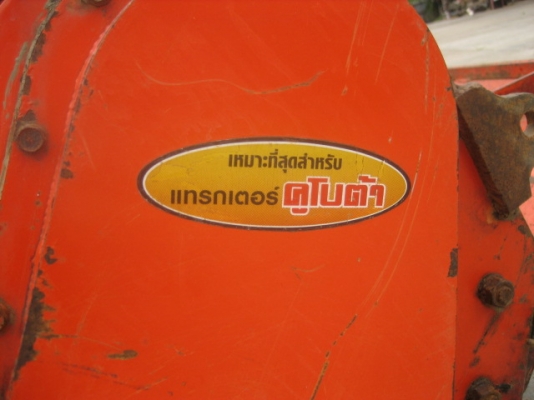 เหมาะที่สุดสำหรับ
แทรกเตอร์ คูโบต้า